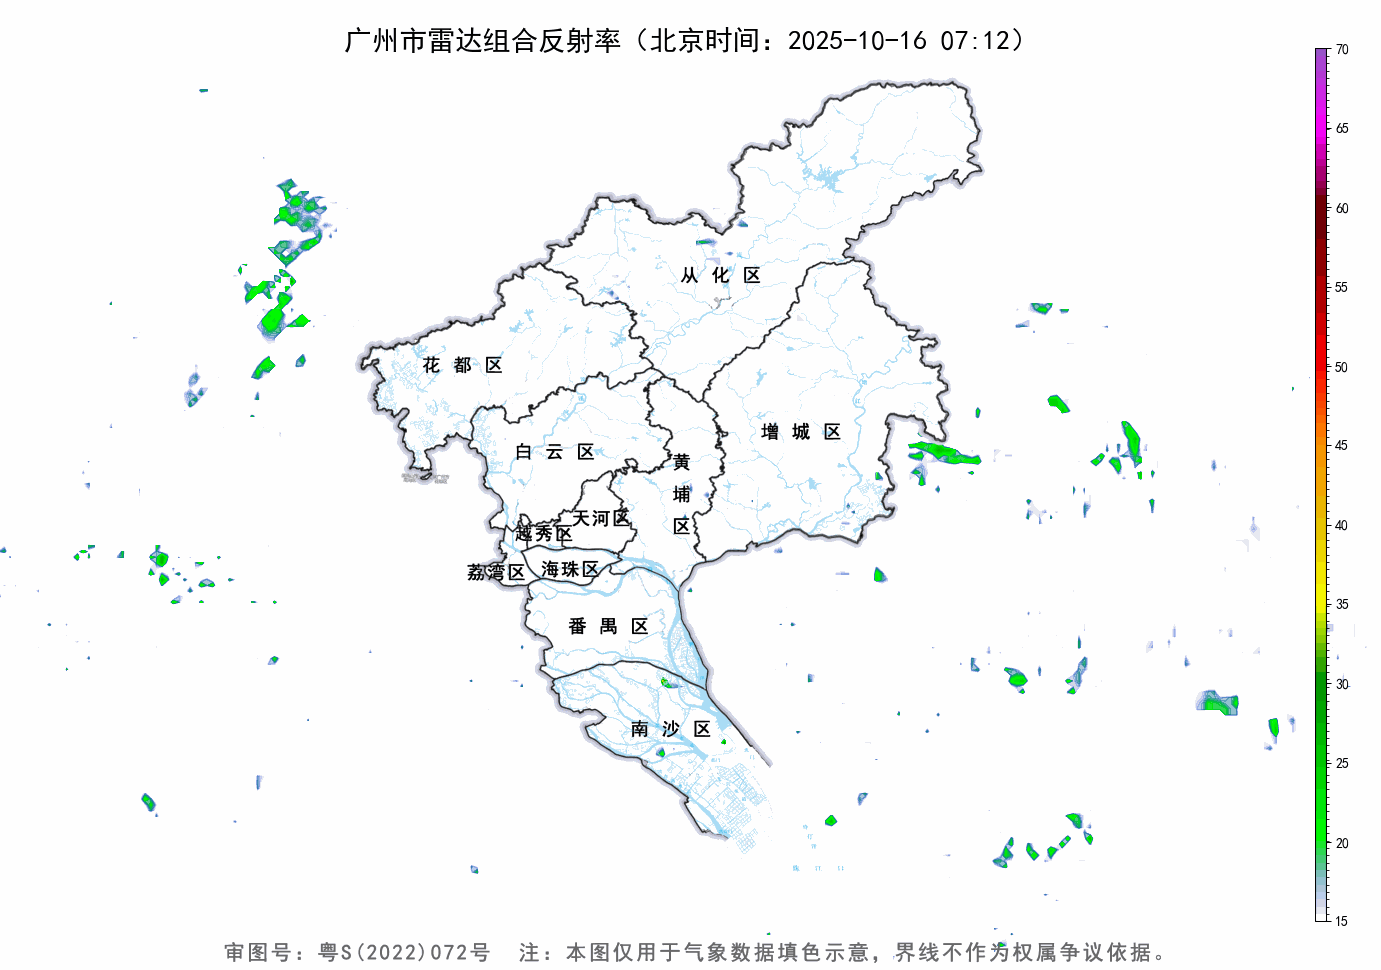 广州市雷达组合反射率（北京时间：2025-10-16 07:12）
70
65
60
55
50
45
40
35
30
25
20
15
从化区
花都区
增城区
白云区
黄埔区
天河区
越秀区
荔湾区
海珠区
番禺区
南沙区
审图号：粤S(2022)072号 注：本图仅用于气象数据填色示意，界线不作为权属争议依据。